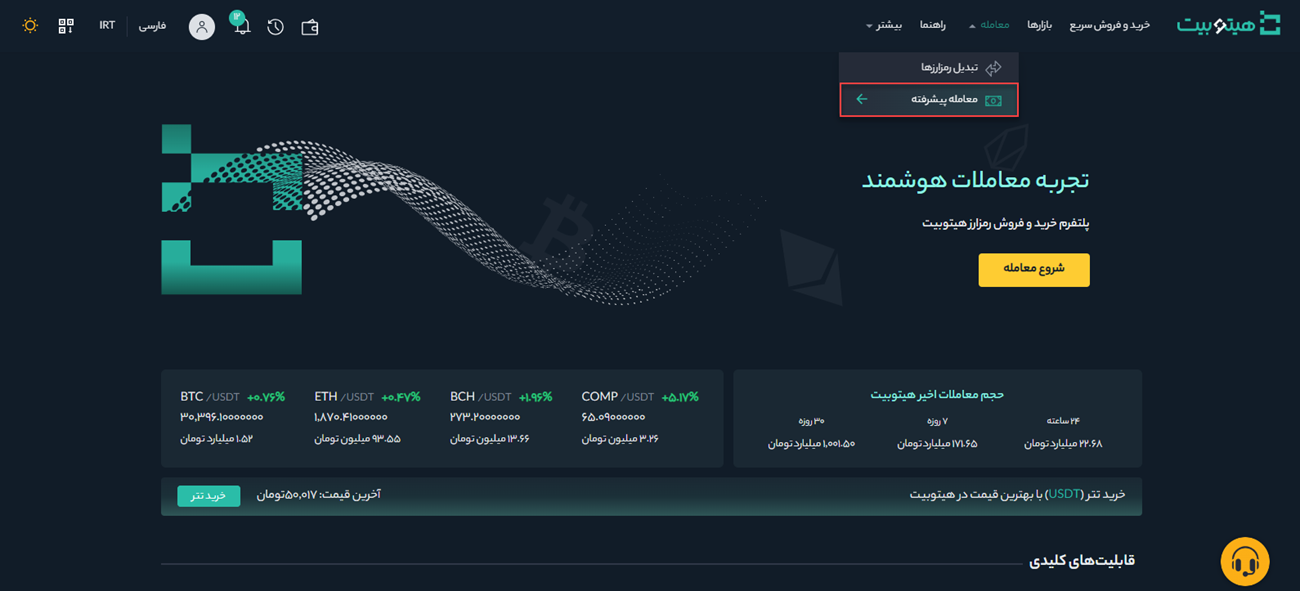 هیتوبیت
خرید و فروش سریع
بازارها
معامله
راهنما
بیشتر
۱۲
فارسی
IRT
تبدیل رمزارزها
معامله پیشرفته
تجربه معاملات هوشمند
پلتفرم خرید و فروش رمزارز هیتوبیت
شروع معامله
حجم معاملات اخیر هیتوبیت
۲۴ ساعته
۷ روزه
۳۰ روزه
۲۲.۶۸ میلیارد تومان
۱۷۱.۶۵ میلیارد تومان
۱,۰۰۱.۵۰ میلیارد تومان
BTC /USDT +۰.۷۶%
۳۰,۳۹۶.۱۰۰۰۰۰۰۰
۱.۵۲ میلیارد تومان
ETH /USDT +۰.۴۷%
۱,۸۷۰.۴۱۰۰۰۰۰۰
۹۳.۵۵ میلیون تومان
BCH /USDT +۱.۹۶%
۲۷۳.۲۰۰۰۰۰۰۰
۱۳.۶۶ میلیون تومان
COMP /USDT +۵.۱۷%
۶۵.۰۹۰۰۰۰۰۰
۳.۲۶ میلیون تومان
خرید تتر (USDT) با بهترین قیمت در هیتوبیت
آخرین قیمت: ۵۰,۰۱۷تومان
خرید تتر
قابلیت‌های کلیدی